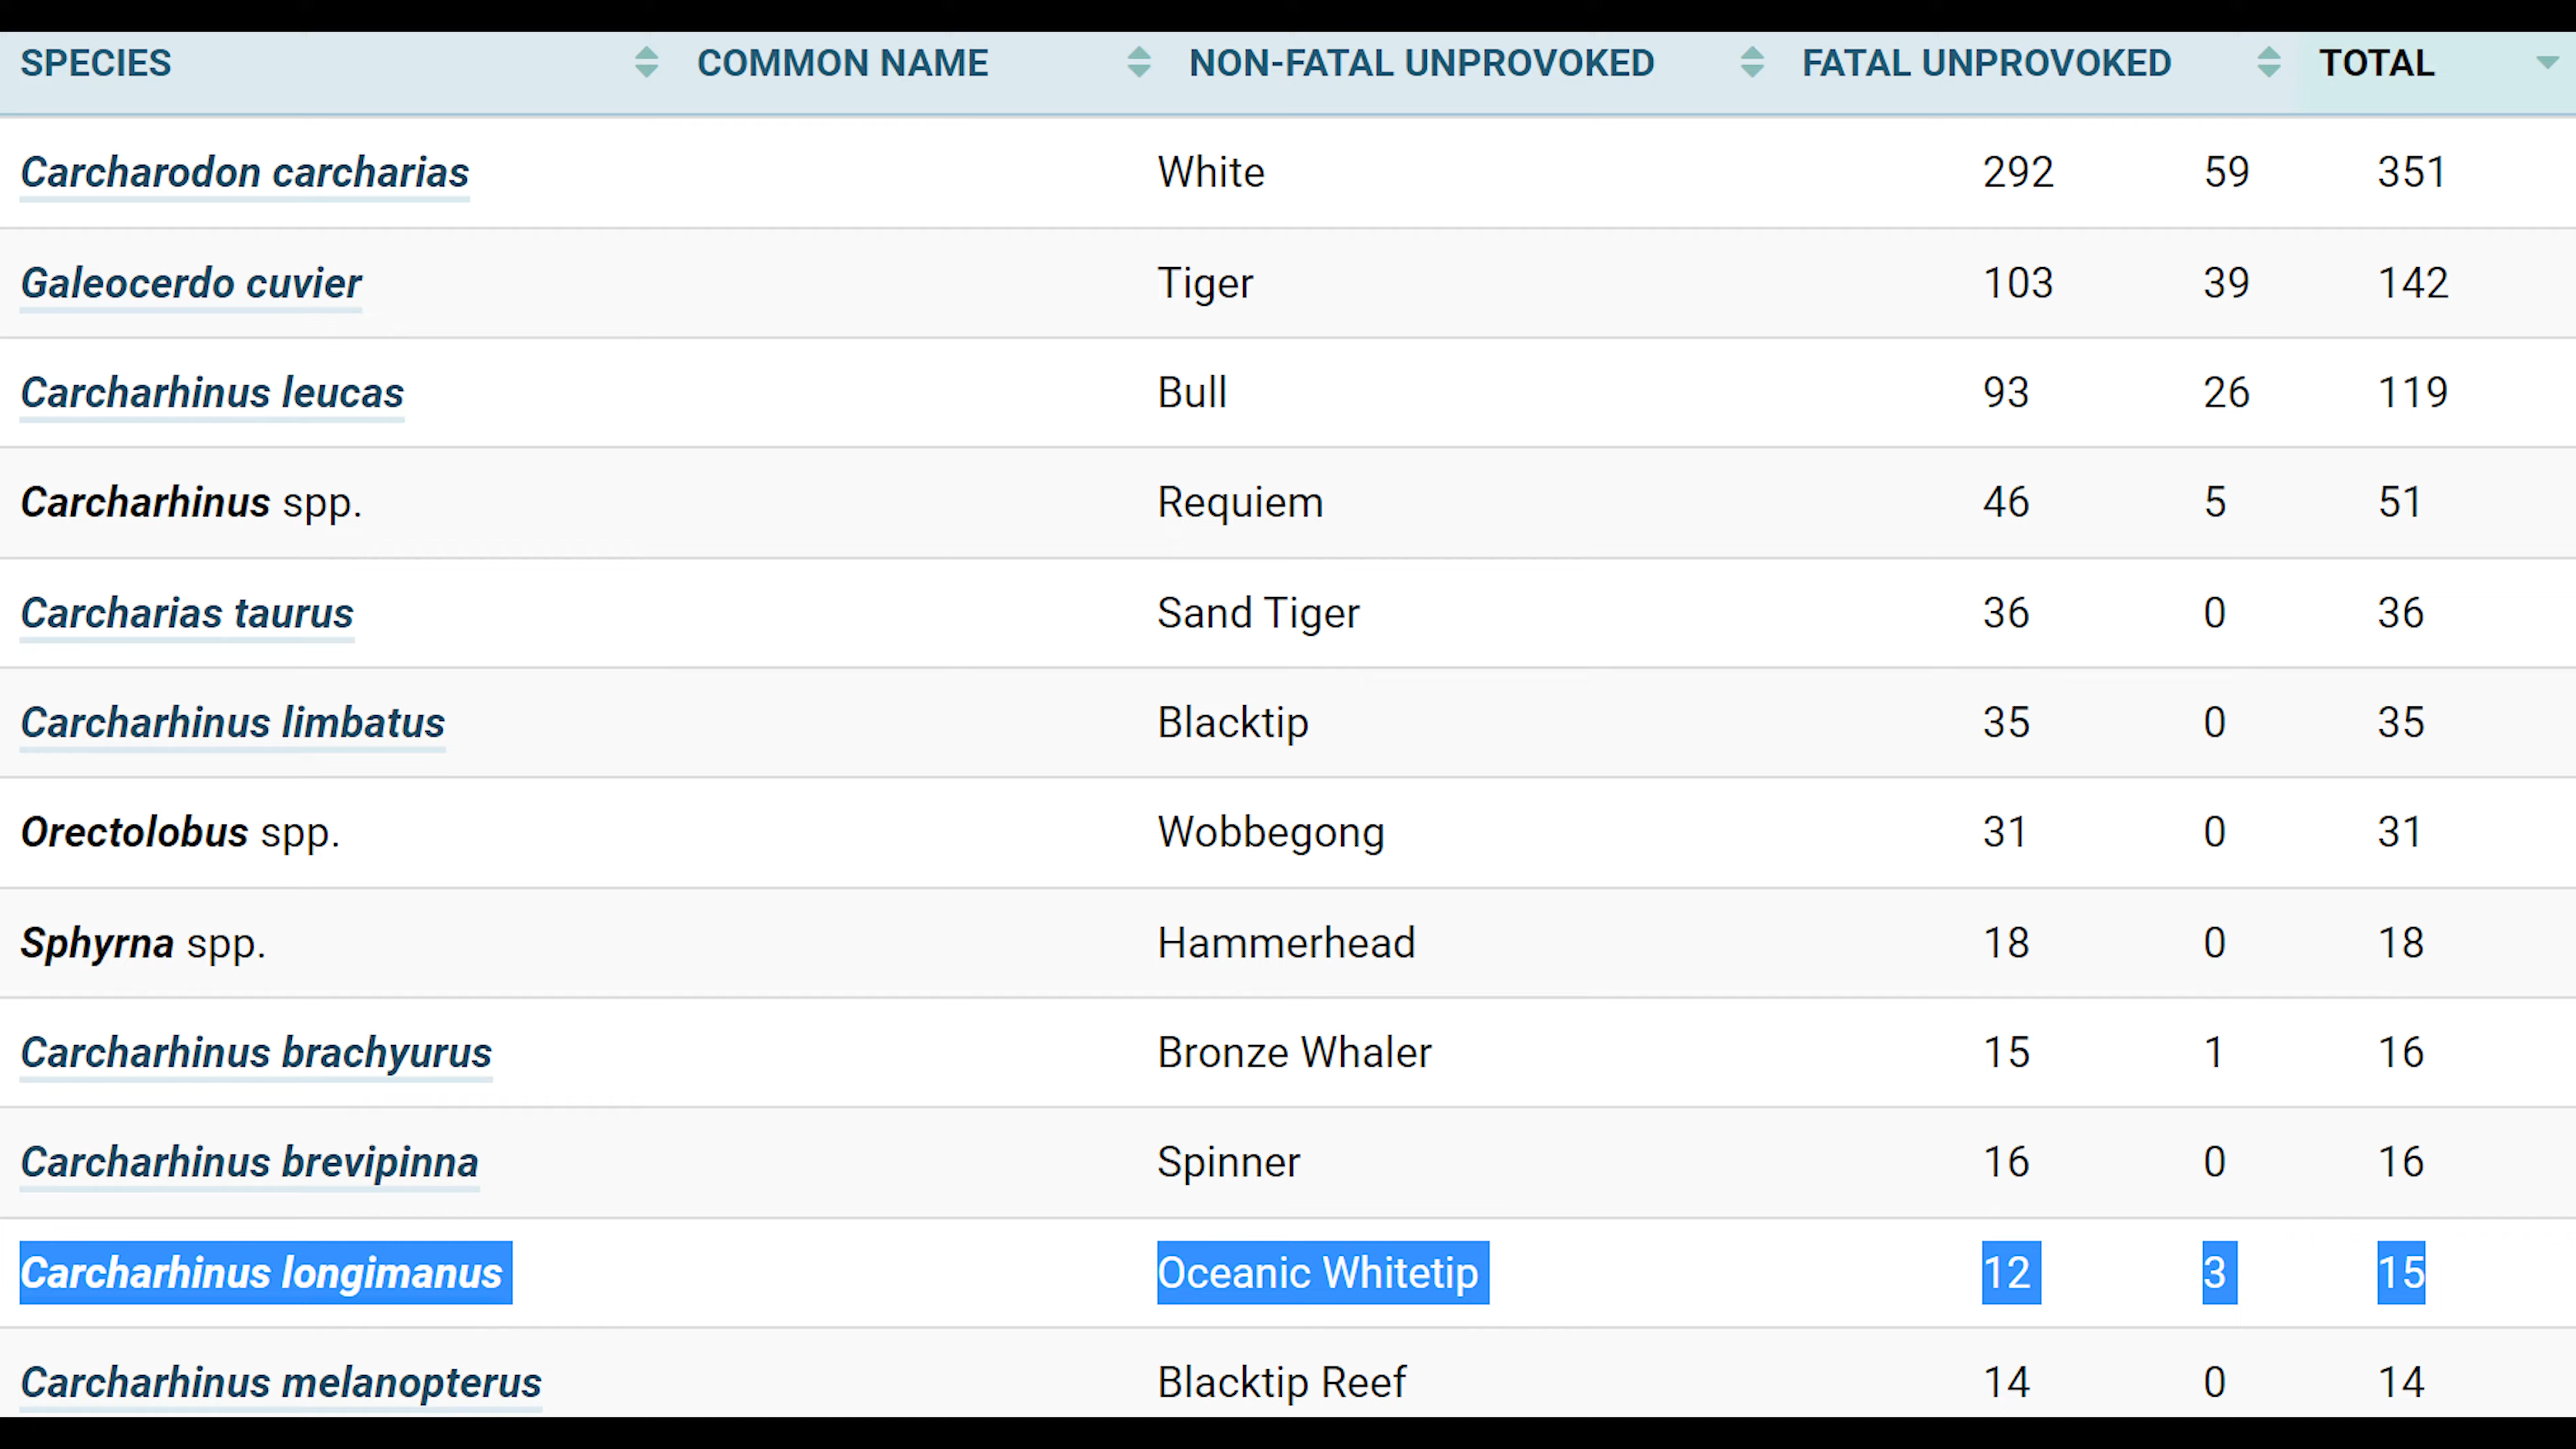 SPECIES COMMON NAME NON-FATAL UNPROVOKED FATAL UNPROVOKED TOTAL
Carcharodon carcharias White 292 59 351
Galeocerdo cuvier Tiger 103 39 142
Carcharhinus leucas Bull 93 26 119
Carcharhinus spp. Requiem 46 5 51
Carcharias taurus Sand Tiger 36 0 36
Carcharhinus limbatus Blacktip 35 0 35
Orectolobus spp. Wobbegong 31 0 31
Sphyrna spp. Hammerhead 18 0 18
Carcharhinus brachyurus Bronze Whaler 15 1 16
Carcharhinus brevipinna Spinner 16 0 16
Carcharhinus longimanus Oceanic Whitetip 12 3 15
Carcharhinus melanopterus Blacktip Reef 14 0 14